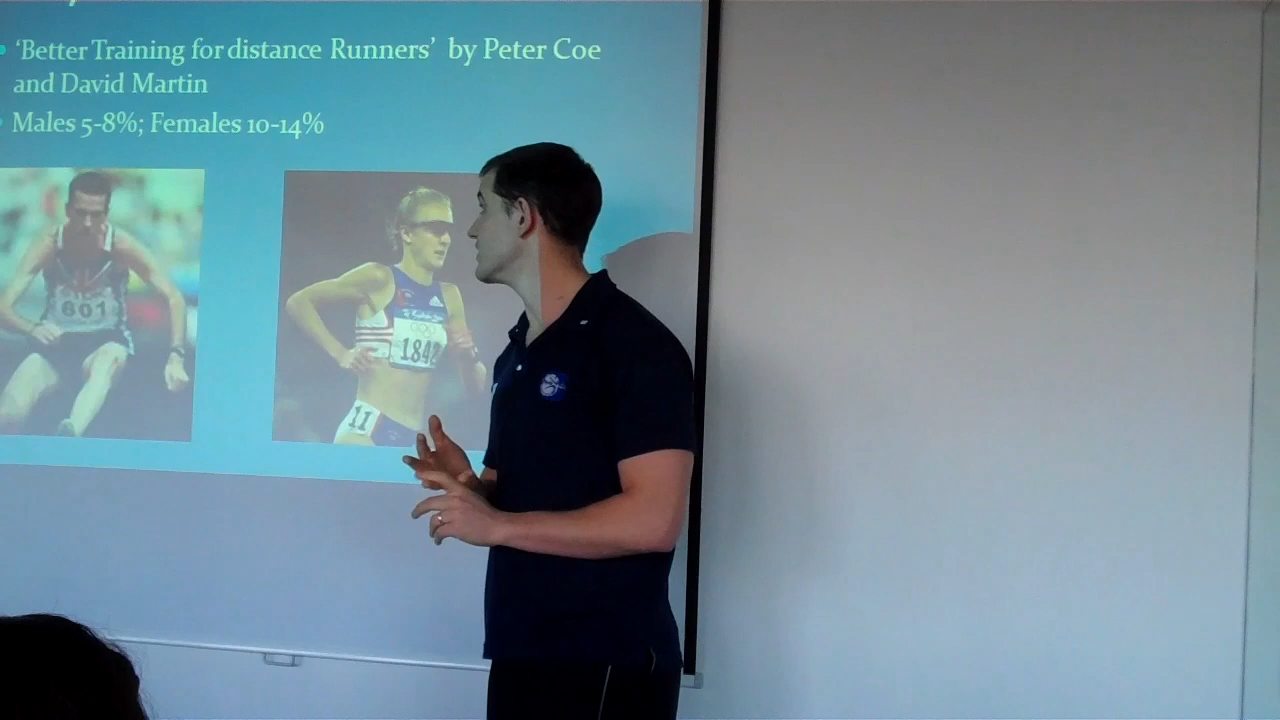 ‘Better Training for distance Runners’ by Peter Coe
and David Martin
Males 5-8%; Females 10-14%
601
1842
11